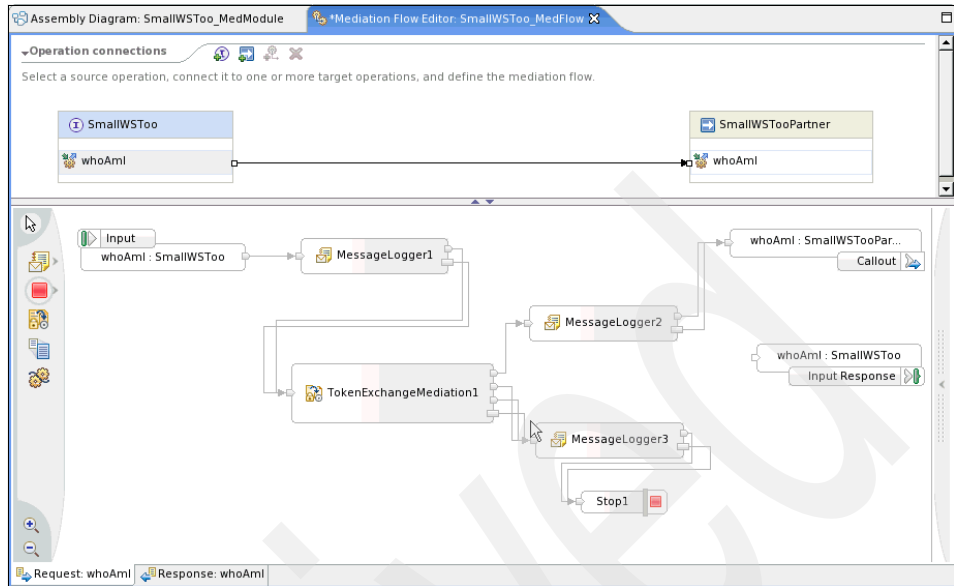 Assembly Diagram: SmallWSToo_MedModule
*Mediation Flow Editor: SmallWSToo_MedFlow
Operation connections
Select a source operation, connect it to one or more target operations, and define the mediation flow.
SmallWSToo
SmallWSTooPartner
whoAmI
whoAmI
Input
whoAmI : SmallWSToo
MessageLogger1
whoAmI : SmallWSTooPar...
Callout
MessageLogger2
whoAmI : SmallWSToo
Input Response
TokenExchangeMediation1
MessageLogger3
Stop1
Request: whoAmI
Response: whoAmI